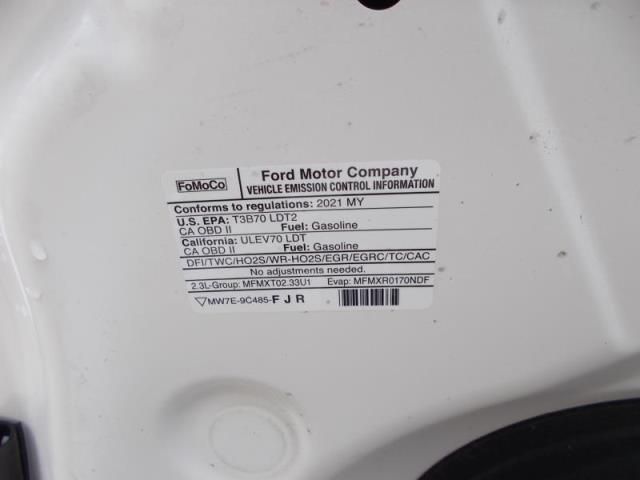 FoMoCo
Ford Motor Company
VEHICLE EMISSION CONTROL INFORMATION
Conforms to regulations: 2021 MY
U.S. EPA: T3B70 LDT2
CA OBD II Fuel: Gasoline
California: ULEV70 LDT
CA OBD II Fuel: Gasoline
DFI/TWC/HO2S/WR-HO2S/EGR/EGRC/TC/CAC
No adjustments needed.
2.3L-Group: MFMXT02.33U1 Evap: MFMXR0170NDF
MW7E-9C485-F J R